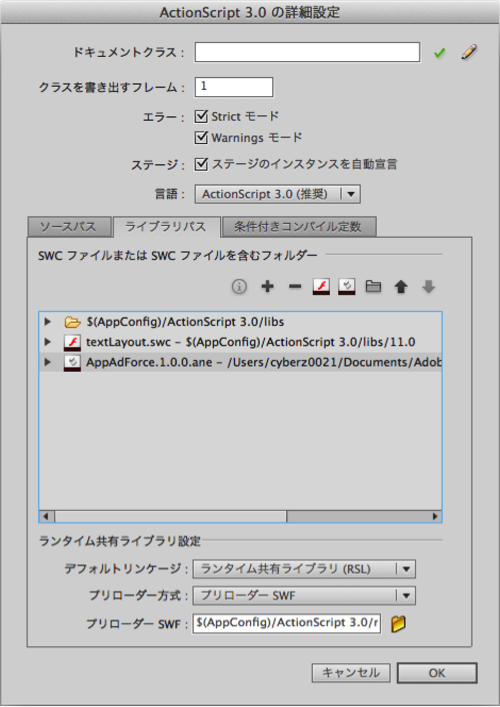 ActionScript 3.0 の詳細設定
ドキュメントクラス :
クラスを書き出すフレーム : 1
エラー : Strict モード
Warnings モード
ステージ : ステージのインスタンスを自動宣言
言語 : ActionScript 3.0 (推奨)
ソースパス ライブラリパス 条件付きコンパイル定数
SWC ファイルまたは SWC ファイルを含むフォルダー
$(AppConfig)/ActionScript 3.0/libs
textLayout.swc – $(AppConfig)/ActionScript 3.0/libs/11.0
AppAdForce.1.0.0.ane – /Users/cyberz0021/Documents/Adob
ランタイム共有ライブラリ設定
デフォルトリンケージ : ランタイム共有ライブラリ (RSL)
プリローダー方式 : プリローダー SWF
プリローダー SWF : $(AppConfig)/ActionScript 3.0/r
キャンセル OK